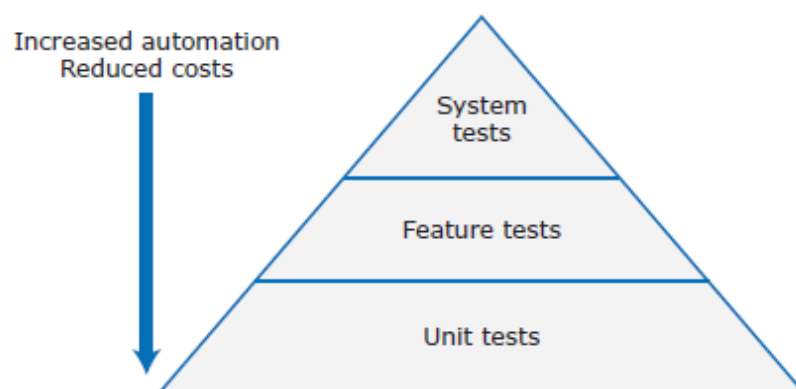 Increased automation
Reduced costs
System
tests
Feature tests
Unit tests